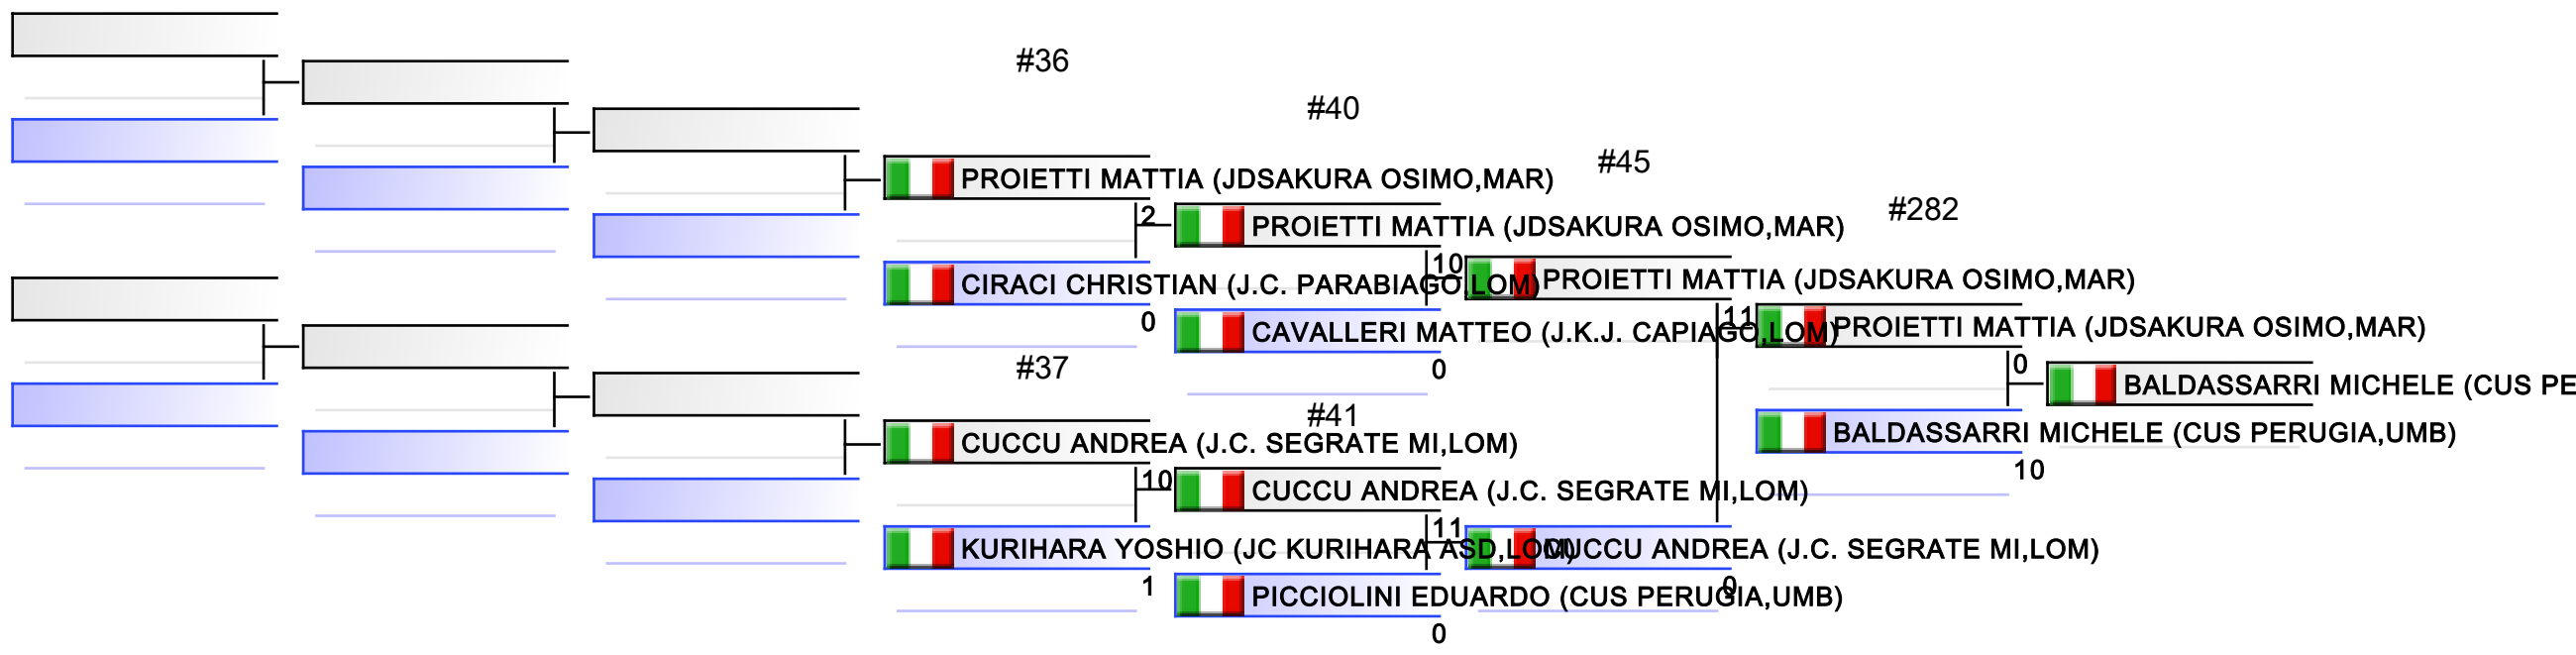 #36
#40
#45
PROIETTI MATTIA (JDSAKURA OSIMO,MAR)
#282
2
PROIETTI MATTIA (JDSAKURA OSIMO,MAR)
10
PROIETTI MATTIA (JDSAKURA OSIMO,MAR)
CIRACI CHRISTIAN (J.C. PARABIAGO,LOM)
0
11
PROIETTI MATTIA (JDSAKURA OSIMO,MAR)
CAVALLERI MATTEO (J.K.J. CAPIAGO,LOM)
0
#37
0
BALDASSARRI MICHELE (CUS PE
#41
BALDASSARRI MICHELE (CUS PERUGIA,UMB)
10
CUCCU ANDREA (J.C. SEGRATE MI,LOM)
10
CUCCU ANDREA (J.C. SEGRATE MI,LOM)
11
KURIHARA YOSHIO (JC KURIHARA ASD,LOM)
CUCCU ANDREA (J.C. SEGRATE MI,LOM)
1
0
PICCIOLINI EDUARDO (CUS PERUGIA,UMB)
0